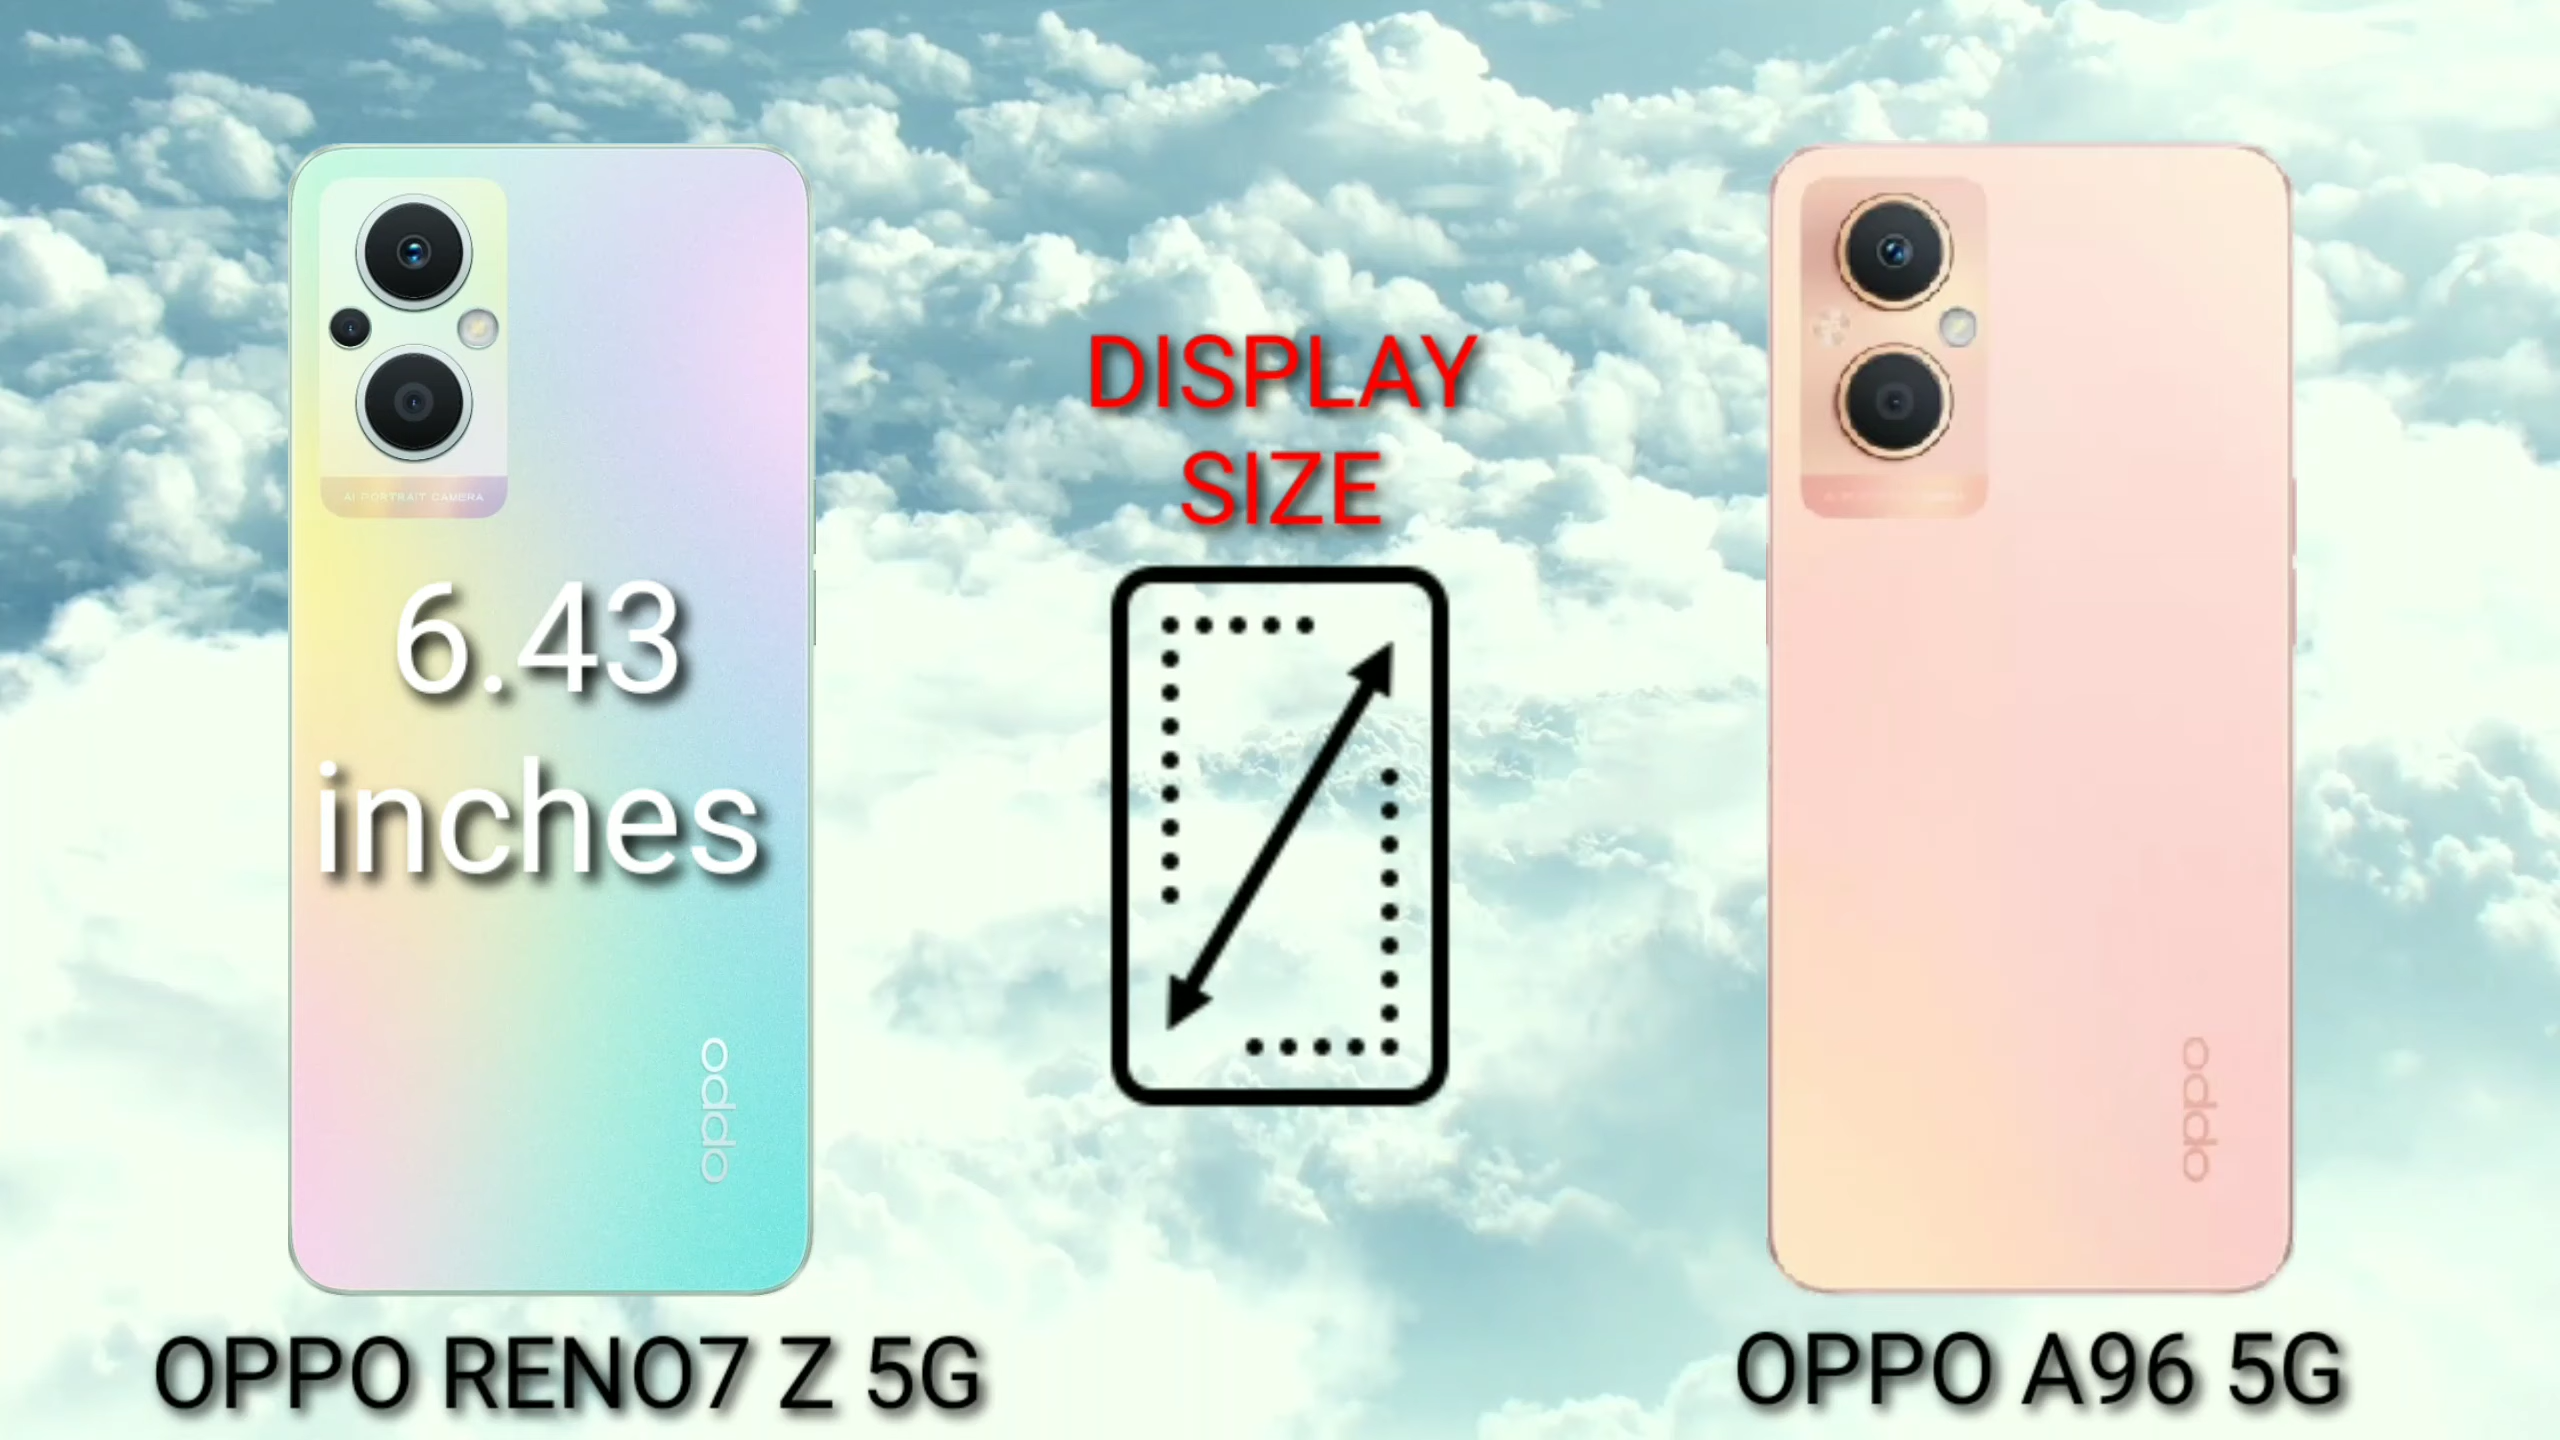 AI PORTRAIT CAMERA
6.43
inches
oppo
OPPO RENO7 Z 5G
DISPLAY
SIZE
oppo
OPPO A96 5G